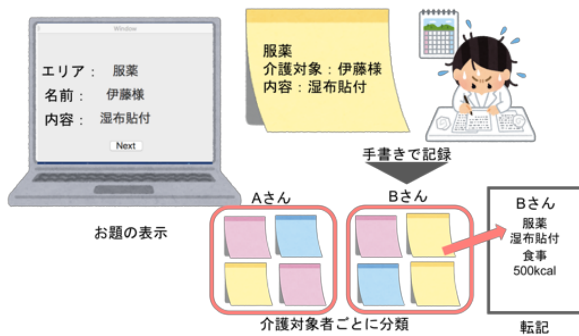 Window
エリア： 服薬
名前： 伊藤様
内容： 湿布貼付
Next
お題の表示
服薬
介護対象：伊藤様
内容：湿布貼付
手書きで記録
Aさん
Bさん
介護対象者ごとに分類
Bさん
服薬
湿布貼付
食事
500kcal
転記